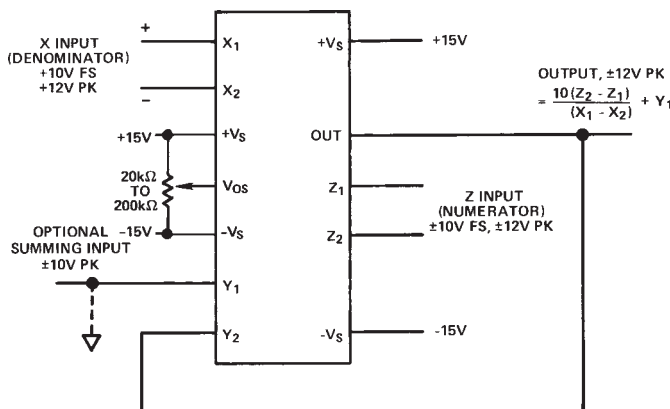 +
X INPUT
(DENOMINATOR)
+10V FS
+12V PK
–
X1
X2
+VS
VOS
-VS
Y1
Y2
+15V
20kΩ
TO
200kΩ
-15V
OPTIONAL
SUMMING INPUT
±10V PK
+VS
OUT
Z1
Z2
-VS
+15V
OUTPUT, ±12V PK
= 10(Z2 - Z1) / (X1 - X2) + Y1
Z INPUT
(NUMERATOR)
±10V FS, ±12V PK
-15V